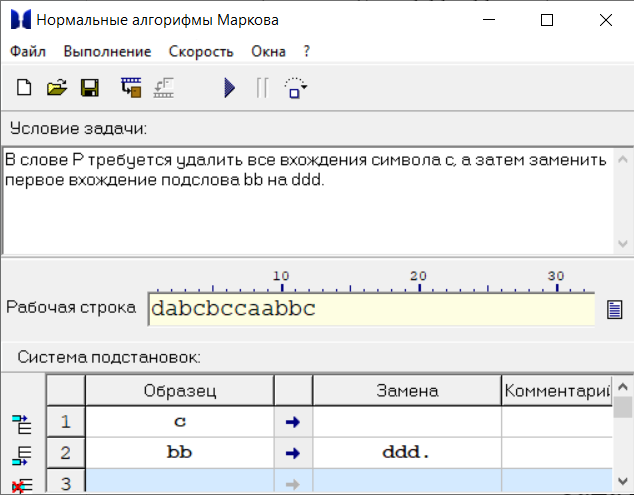 Нормальные алгорифмы Маркова
Файл Выполнение Скорость Окна ?
Условие задачи:
В слове P требуется удалить все вхождения символа c, а затем заменить
первое вхождение подслова bb на ddd.
10 20 30
Рабочая строка dabcbccaabbc
Система подстановок:
Образец Замена Комментарий
1 c →
2 bb → ddd.
3 →